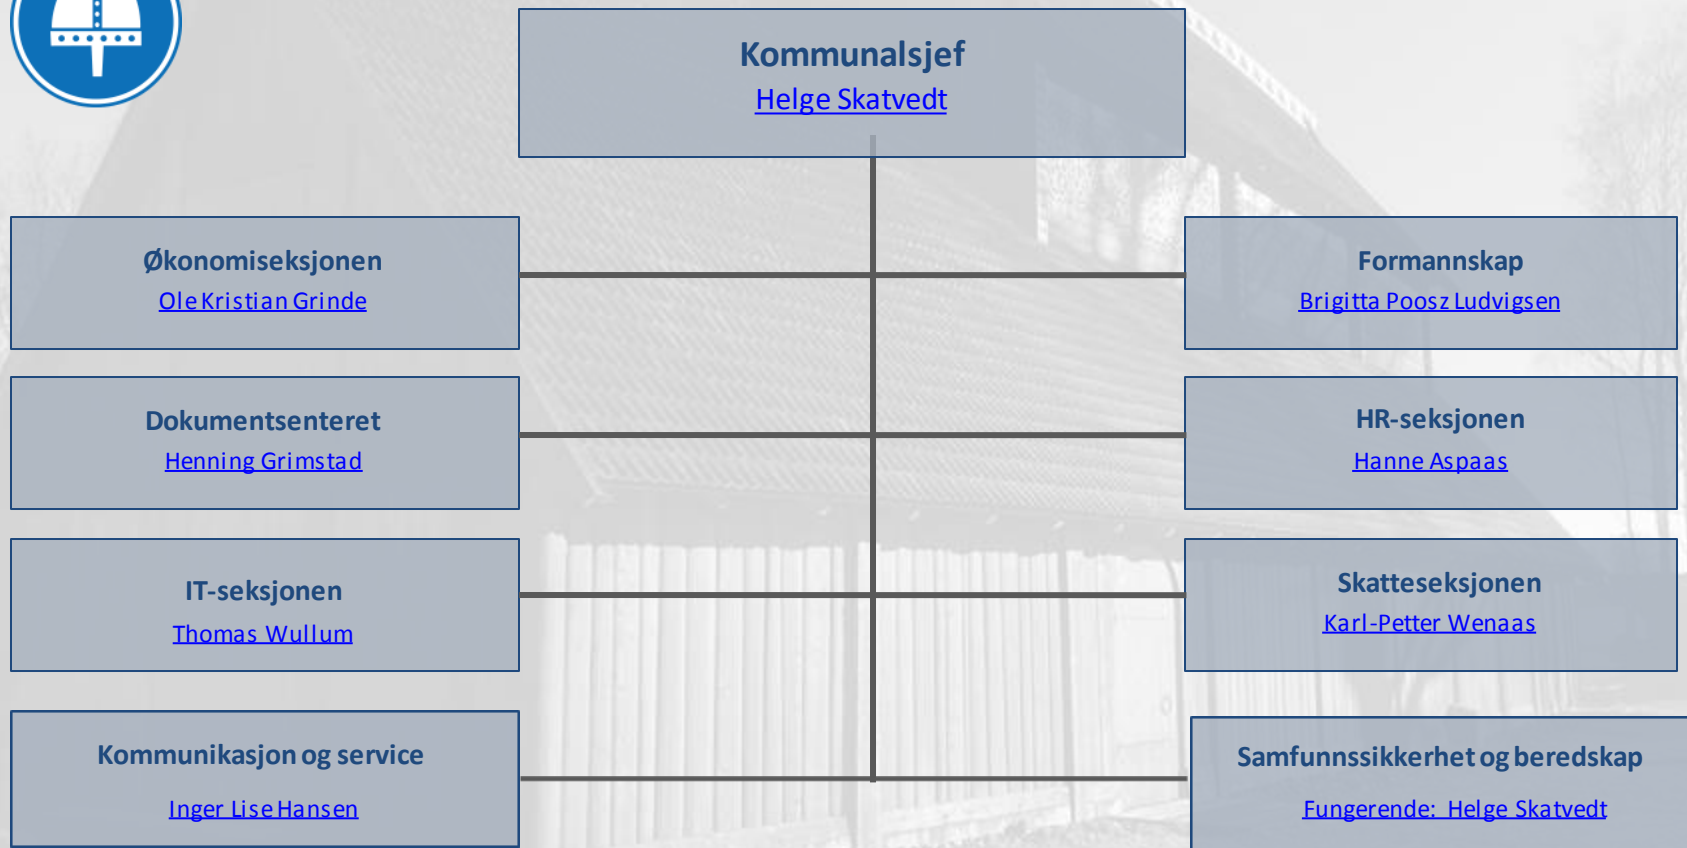 Kommunalsjef
Helge Skatvedt
Økonomiseksjonen
Ole Kristian Grinde
Formannskap
Brigitta Poosz Ludvigsen
Dokumentsenteret
Henning Grimstad
HR-seksjonen
Hanne Aspaas
IT-seksjonen
Thomas Wullum
Skatteseksjonen
Karl-Petter Wenaas
Kommunikasjon og service
Inger Lise Hansen
Samfunnssikkerhet og beredskap
Fungerende: Helge Skatvedt